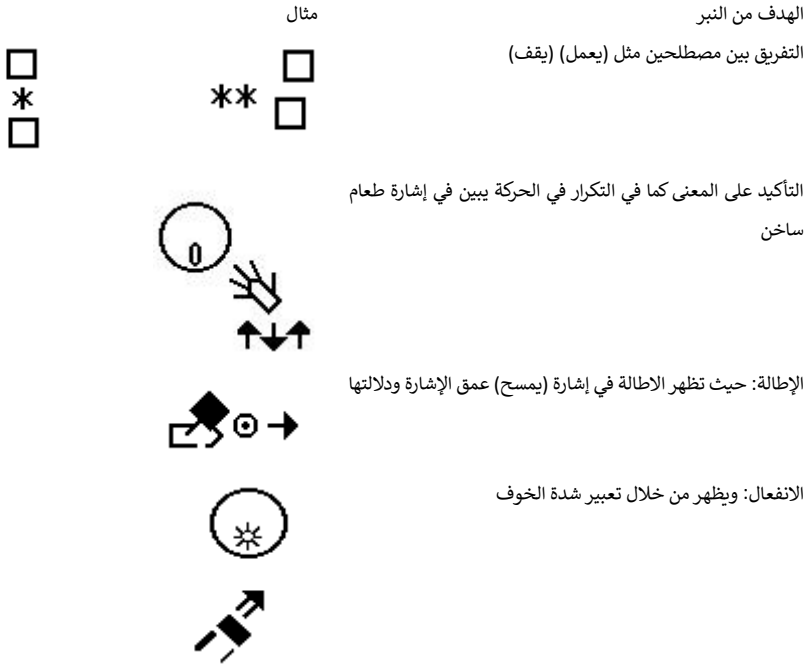 الهدف من النبر مثال
التفريق بين مصطلحين مثل (يعمل) (يقف)
التأكيد على المعنى كما في التكرار في الحركة يبين في إشارة طعام
ساخن
الإطالة: حيث تظهر الاطالة في إشارة (يمسح) عمق الإشارة ودلالتها
الانفعال: ويظهر من خلال تعبير شدة الخوف